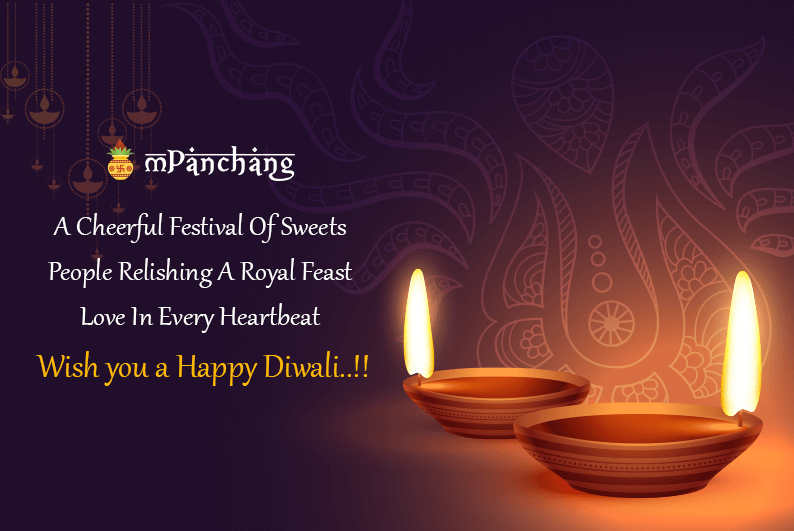 mPanchang
A Cheerful Festival Of Sweets
People Relishing A Royal Feast
Love In Every Heartbeat
Wish you a Happy Diwali..!!